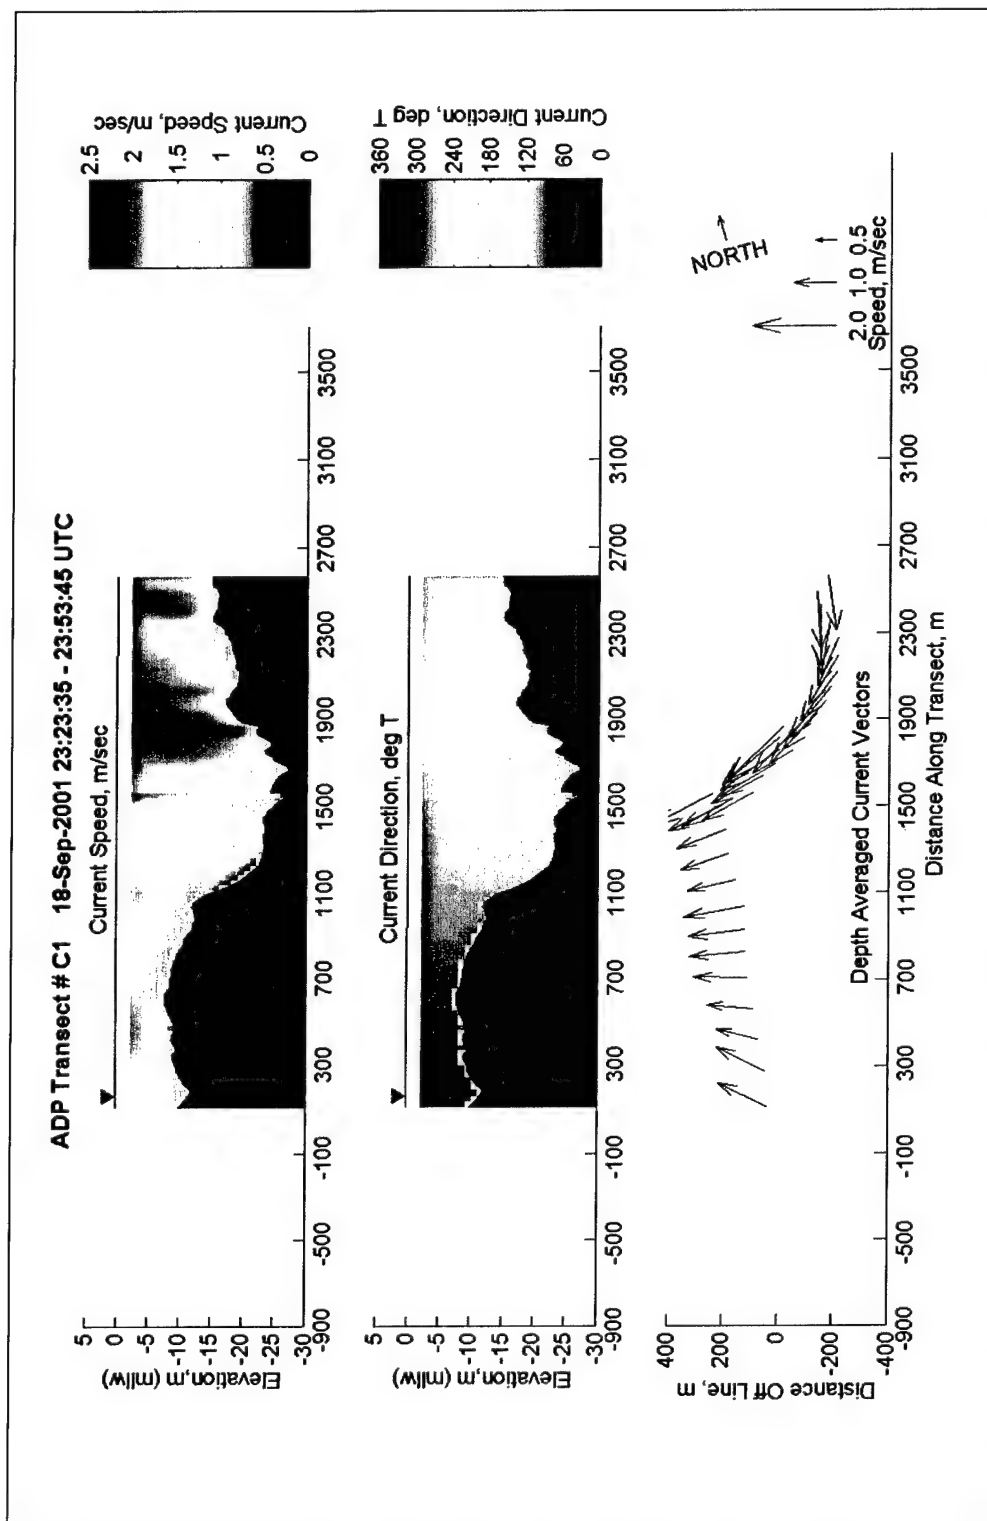 ADP Transect # C1 18-Sep-2001 23:23:35 - 23:53:45 UTC
Current Speed, m/sec
5
0
-5
-10
-15
-20
-25
-30
Elevation,m (mllw)
-900 -500 -100 300 700 1100 1500 1900 2300 2700 3100 3500
2.5
2
1.5
1
0.5
0
Current Speed, m/sec
Current Direction, deg T
5
0
-5
-10
-15
-20
-25
-30
Elevation,m (mllw)
-900 -500 -100 300 700 1100 1500 1900 2300 2700 3100 3500
360
280
240
190
90
60
0
Current Direction, deg T
400
200
0
-200
-400
Distance Off Line, m
-900 -500 -100 300 700 1100 1500 1900 2300 2700 3100 3500
Depth Averaged Current Vectors
Distance Along Transect, m
NORTH
2.0 1.0 0.5
Speed, m/sec